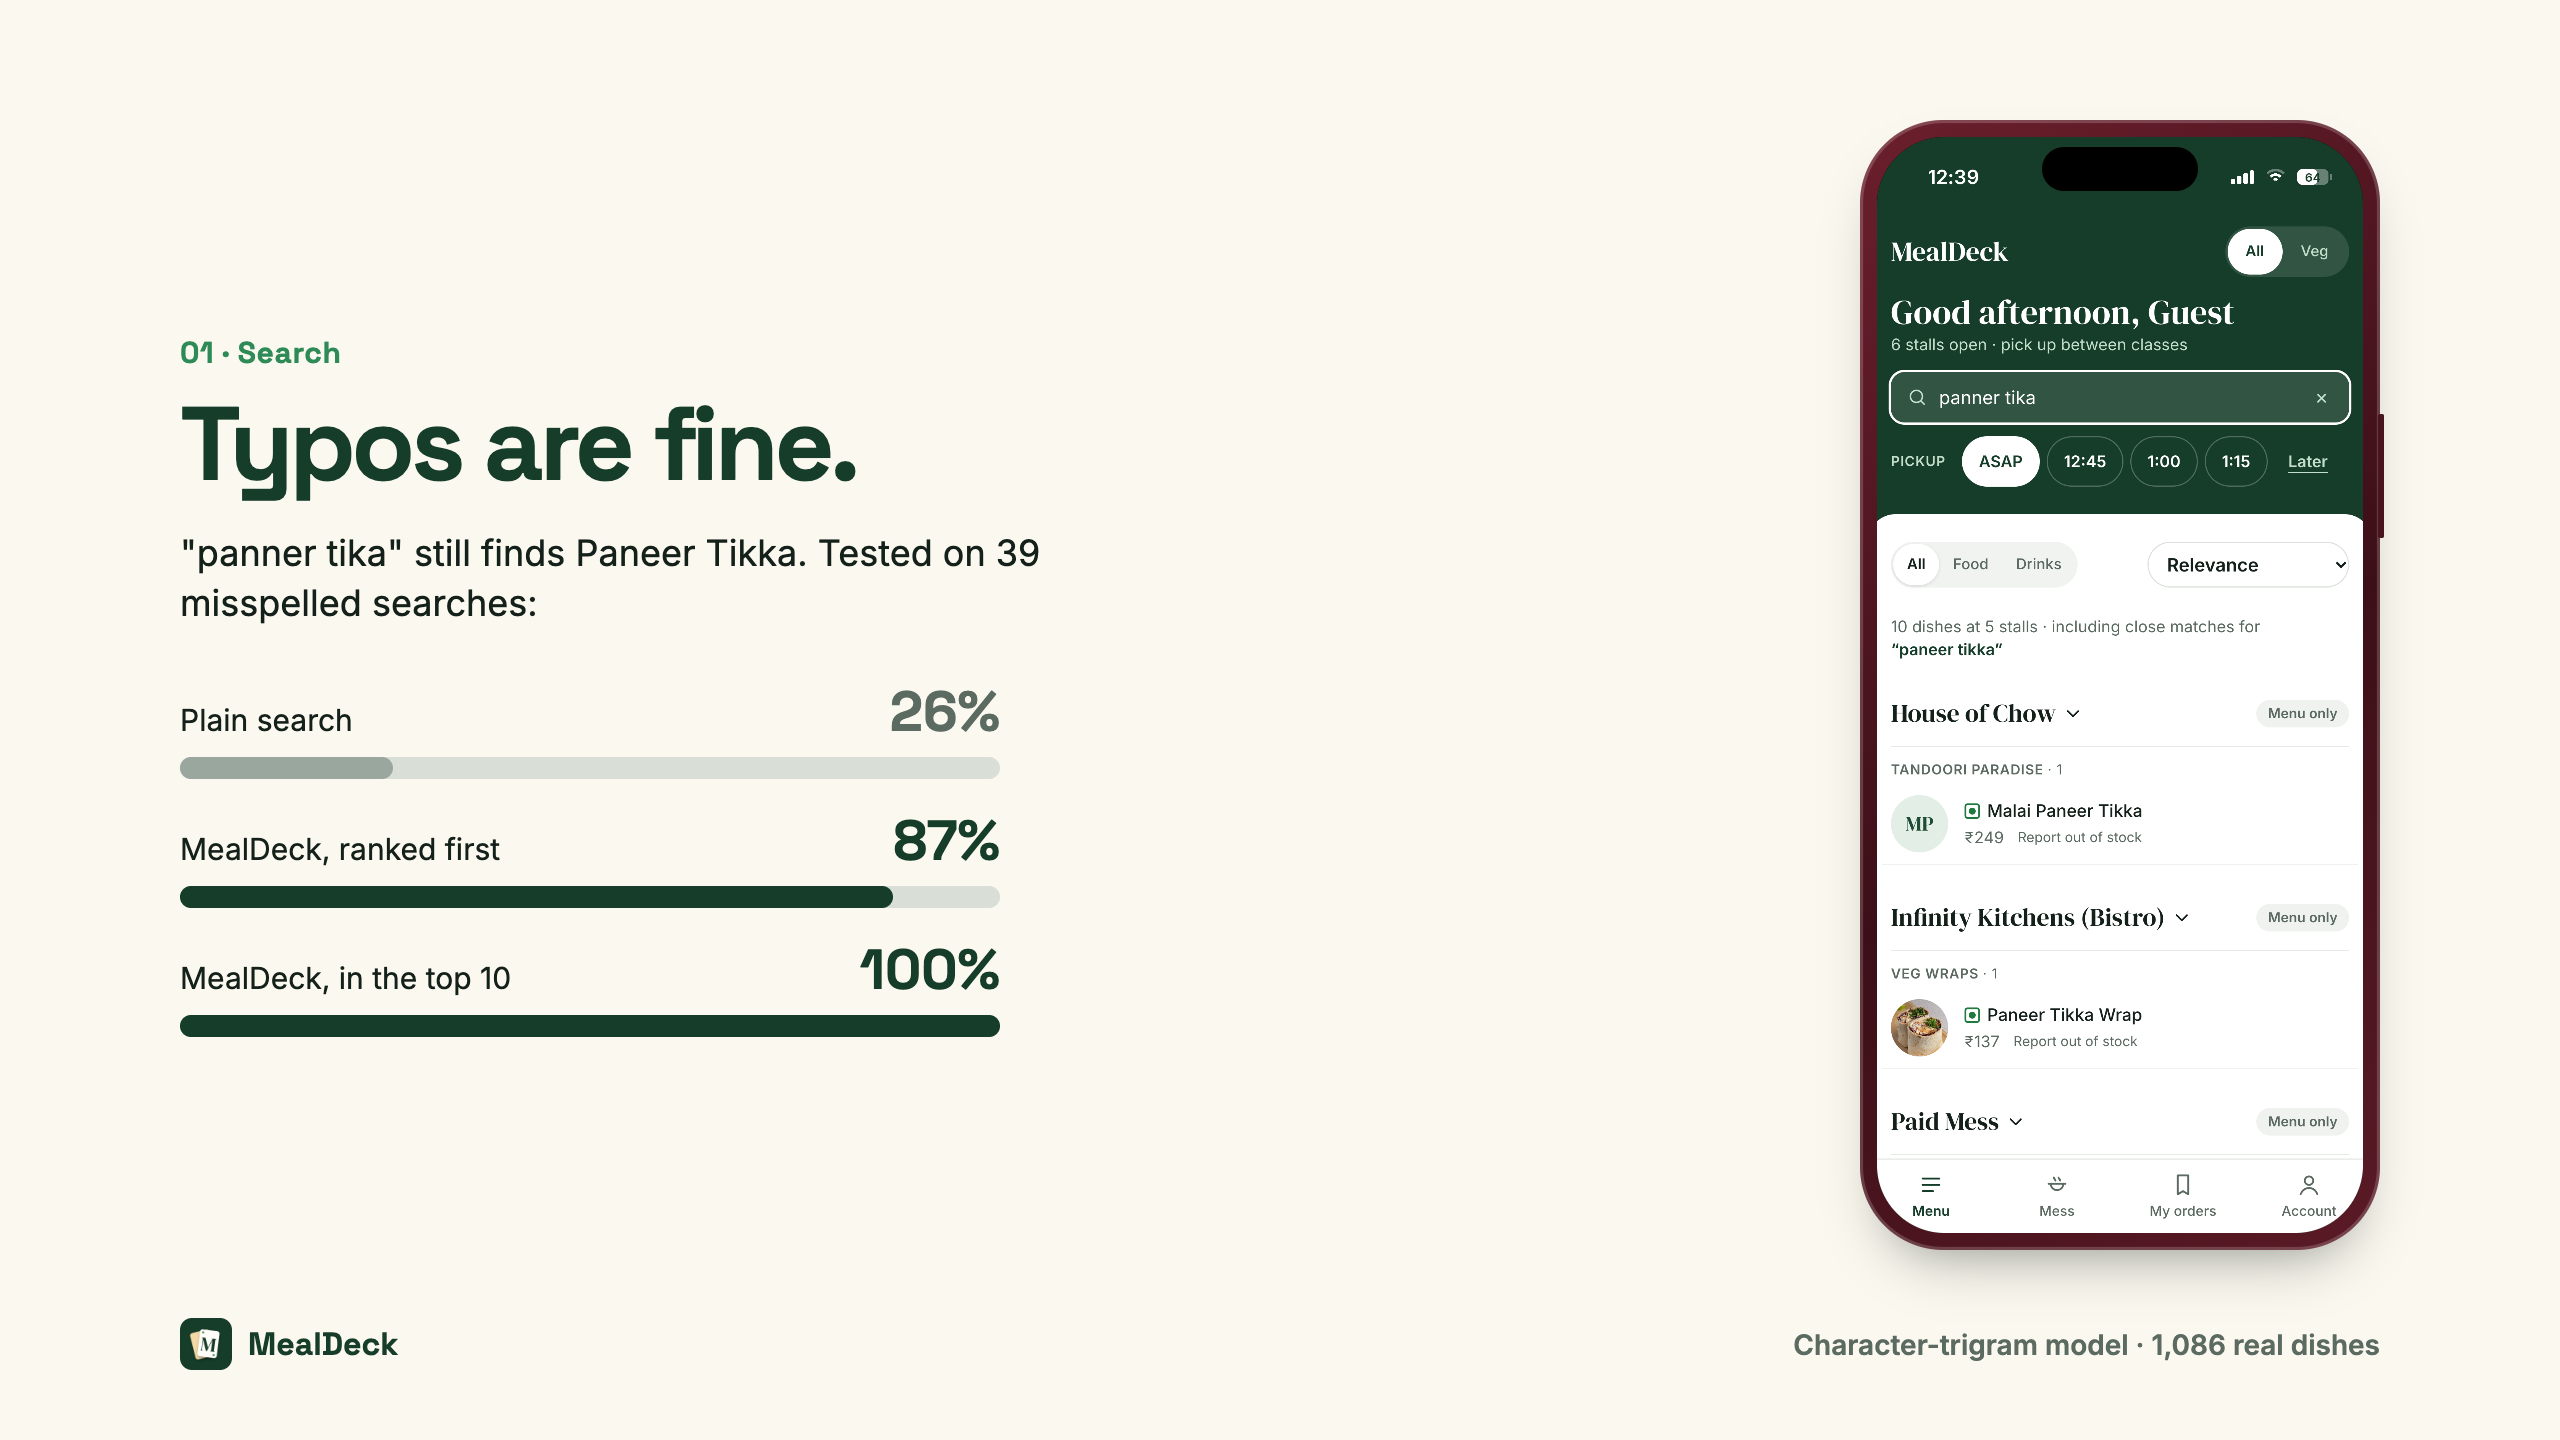 01 · Search
Typos are fine.
"panner tika" still finds Paneer Tikka. Tested on 39
misspelled searches:
Plain search 26%
MealDeck, ranked first 87%
MealDeck, in the top 10 100%
M MealDeck
12:39 64
MealDeck All Veg
Good afternoon, Guest
6 stalls open · pick up between classes
panner tika ×
PICKUP ASAP 12:45 1:00 1:15 Later
All Food Drinks Relevance
10 dishes at 5 stalls · including close matches for
“paneer tikka”
House of Chow Menu only
TANDOORI PARADISE · 1
MP Malai Paneer Tikka
₹249 Report out of stock
Infinity Kitchens (Bistro) Menu only
VEG WRAPS · 1
Paneer Tikka Wrap
₹137 Report out of stock
Paid Mess Menu only
Menu Mess My orders Account
Character-trigram model · 1,086 real dishes